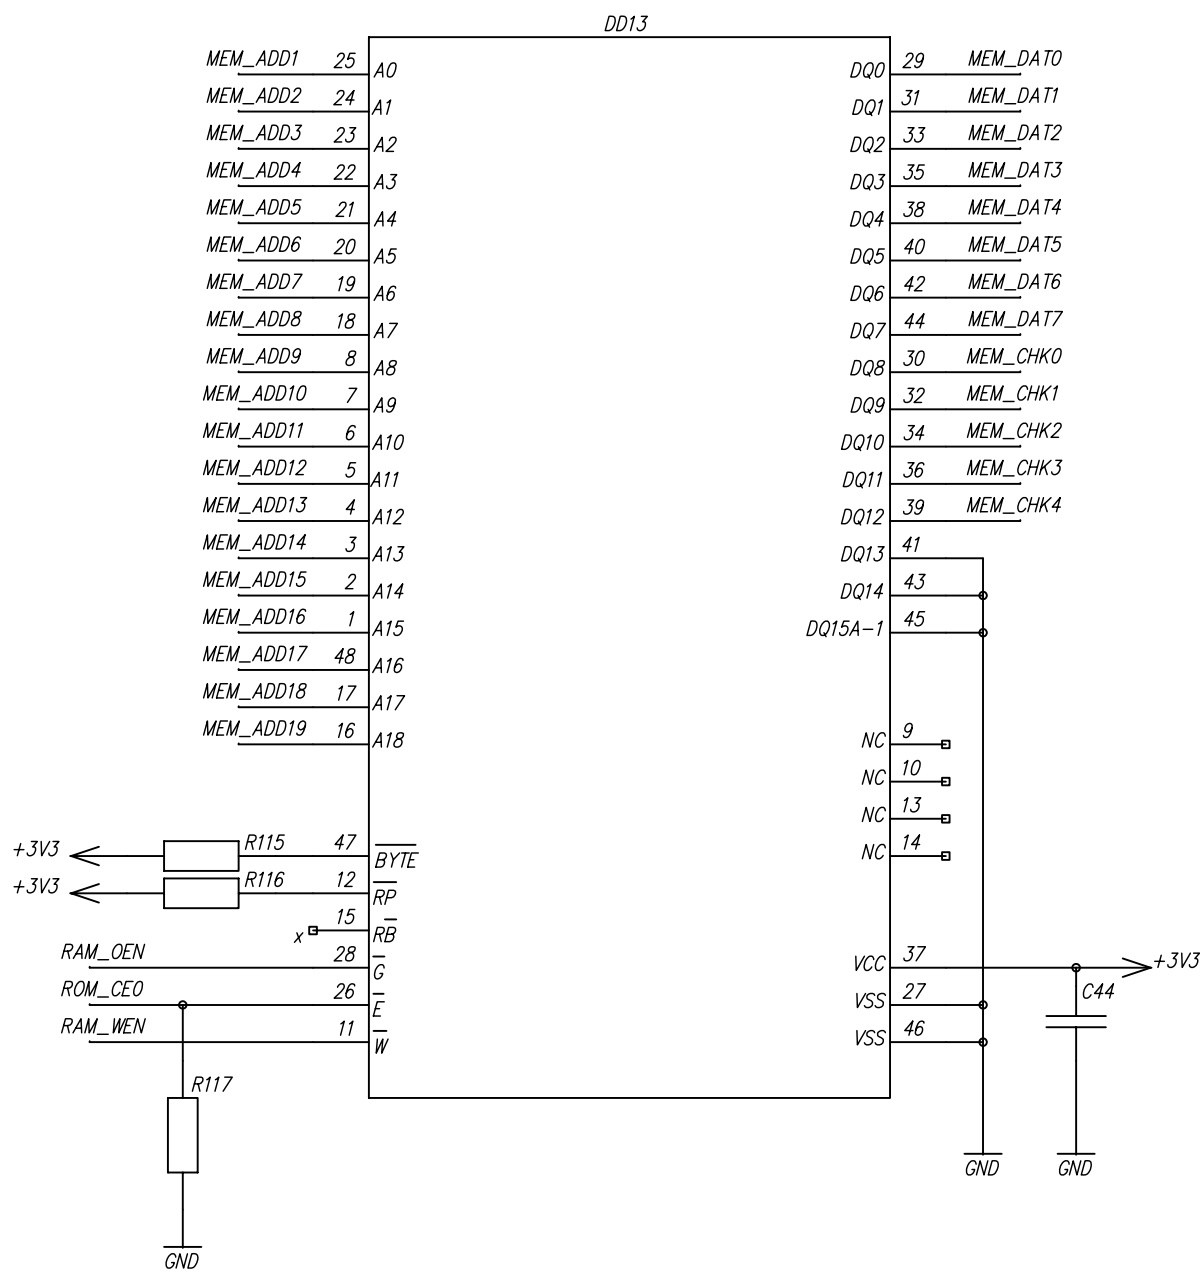 DD13
MEM_ADD1 25 A0 DQ0 29 MEM_DAT0
MEM_ADD2 24 A1 DQ1 31 MEM_DAT1
MEM_ADD3 23 A2 DQ2 33 MEM_DAT2
MEM_ADD4 22 A3 DQ3 35 MEM_DAT3
MEM_ADD5 21 A4 DQ4 38 MEM_DAT4
MEM_ADD6 20 A5 DQ5 40 MEM_DAT5
MEM_ADD7 19 A6 DQ6 42 MEM_DAT6
MEM_ADD8 18 A7 DQ7 44 MEM_DAT7
MEM_ADD9 8 A8 DQ8 30 MEM_CHK0
MEM_ADD10 7 A9 DQ9 32 MEM_CHK1
MEM_ADD11 6 A10 DQ10 34 MEM_CHK2
MEM_ADD12 5 A11 DQ11 36 MEM_CHK3
MEM_ADD13 4 A12 DQ12 39 MEM_CHK4
MEM_ADD14 3 A13 DQ13 41
MEM_ADD15 2 A14 DQ14 43
MEM_ADD16 1 A15 DQ15A-1 45
MEM_ADD17 48 A16
MEM_ADD18 17 A17
MEM_ADD19 16 A18 NC 9
NC 10
NC 13
+3V3 R115 47 BYTE NC 14
+3V3 R116 12 RP
x 15 RB
RAM_OEN 28 G VCC 37 +3V3
ROM_CE0 26 E VSS 27 C44
RAM_WEN 11 W VSS 46
R117
GND GND
GND